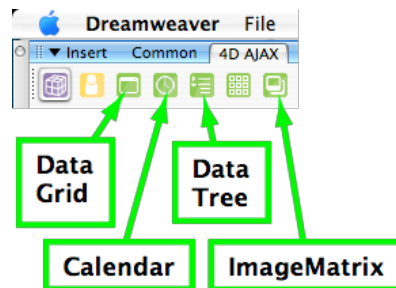 Dreamweaver File
Insert Common 4D AJAX
Data
Grid
Data
Tree
Calendar
ImageMatrix